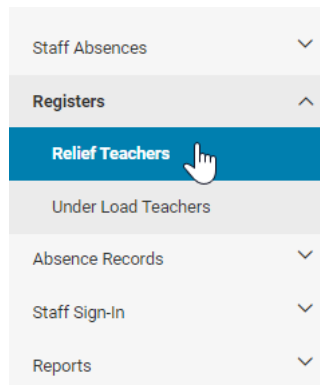 Staff Absences
Registers
Relief Teachers
Under Load Teachers
Absence Records
Staff Sign-In
Reports